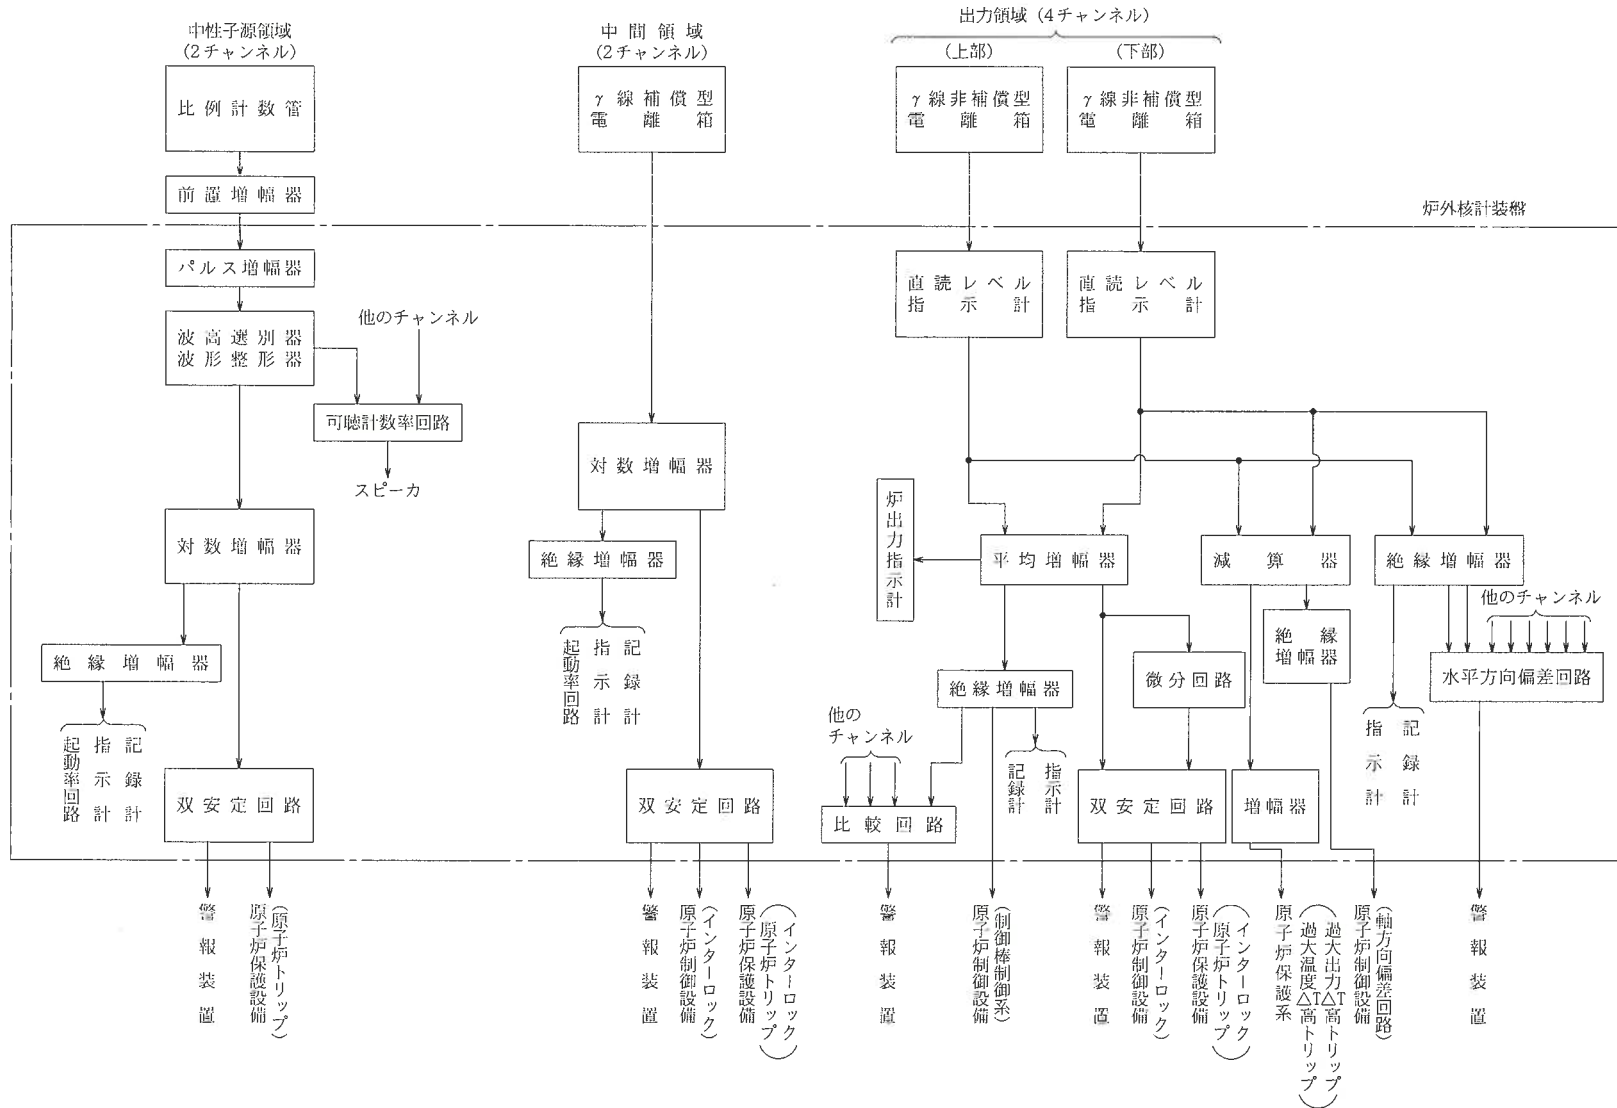 中性子源領域
(2チャンネル)
比例計数管
前置増幅器
パルス増幅器
波高選別器
波形整形器
他のチャンネル
可聴計数率回路
スピーカ
対数増幅器
絶縁増幅器
起動率回路
指示計
記録計
双安定回路
警報装置
原子炉保護設備
(原子炉トリップ)
中間領域
(2チャンネル)
γ線補償型
電離箱
対数増幅器
絶縁増幅器
起動率回路
指示計
記録計
双安定回路
警報装置
原子炉制御設備
(インターロック)
原子炉保護設備
(原子炉トリップ
インターロック)
出力領域(4チャンネル)
(上部)
(下部)
γ線非補償型
電離箱
γ線非補償型
電離箱
炉外核計装盤
直読レベル
指示計
直読レベル
指示計
炉出力指示計
平均増幅器
減算器
絶縁増幅器
他のチャンネル
絶縁
増幅器
微分回路
水平方向偏差回路
絶縁増幅器
他の
チャンネル
記録計
指示計
指示計
記録計
比較回路
双安定回路
増幅器
警報装置
原子炉制御設備
(制御棒制御系)
警報装置
原子炉制御設備
(インターロック)
原子炉保護設備
(原子炉トリップ
インターロック)
原子炉保護系
(過大温度△T高トリップ
過大出力△T高トリップ)
原子炉制御設備
(軸方向偏差回路)
警報装置